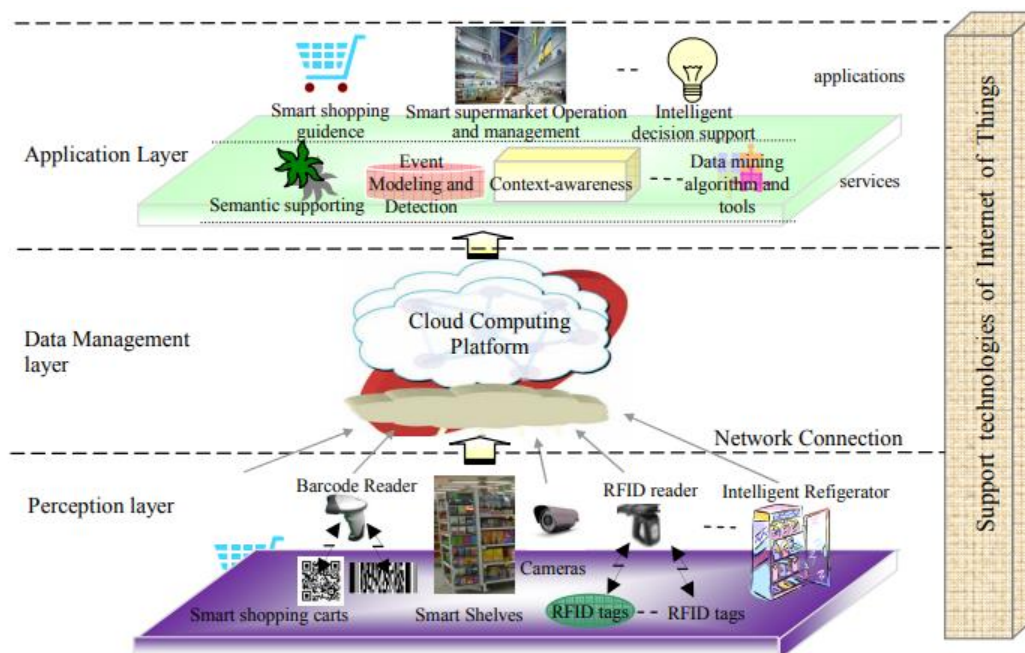 applications
Smart shopping
guidence
Smart supermarket Operation
and management
Intelligent
decision support
Application Layer
Event
Modeling and
Detection
Context-awareness
Data mining
algorithm and
tools
services
Semantic supporting
Data Management
layer
Cloud Computing
Platform
Network Connection
Perception layer
Barcode Reader
RFID reader
Intelligent Refigerator
Cameras
Smart shopping carts
Smart Shelves
RFID tags
RFID tags
Support technologies of Internet of Things